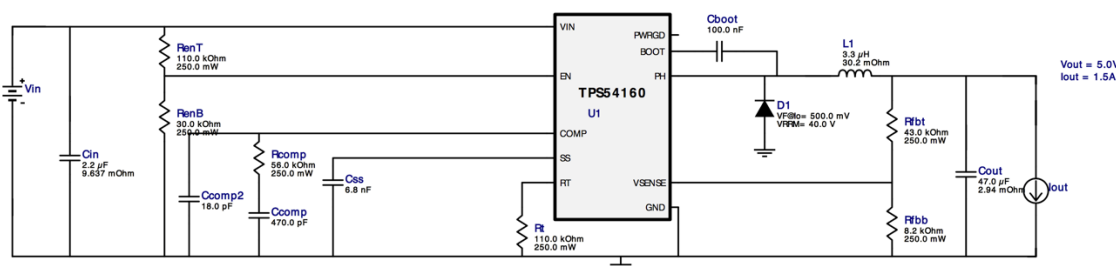 Vin
Cin
2.2 µF
9.637 mOhm
RenT
110.0 kOhm
250.0 mW
RenB
30.0 kOhm
250.0 mW
Ccomp2
18.0 pF
Rcomp
56.0 kOhm
250.0 mW
Ccomp
470.0 pF
Css
6.8 nF
Rt
110.0 kOhm
250.0 mW
VIN
EN
COMP
SS
RT
TPS54160
U1
PWRGD
BOOT
PH
VSENSE
GND
Cboot
100.0 nF
D1
VF@Io= 500.0 mV
VRRM= 40.0 V
L1
3.3 µH
30.2 mOhm
Rfbt
43.0 kOhm
250.0 mW
Rfbb
8.2 kOhm
250.0 mW
Cout
47.0 µF
2.94 mOhm
Iout
Vout = 5.0V
Iout = 1.5A